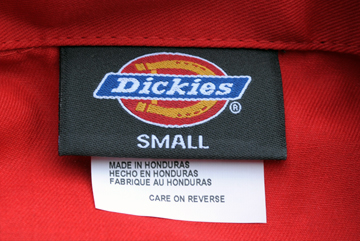 Dickies®
SMALL
MADE IN HONDURAS
HECHO EN HONDURAS
FABRIQUE AU HONDURAS
CARE ON REVERSE